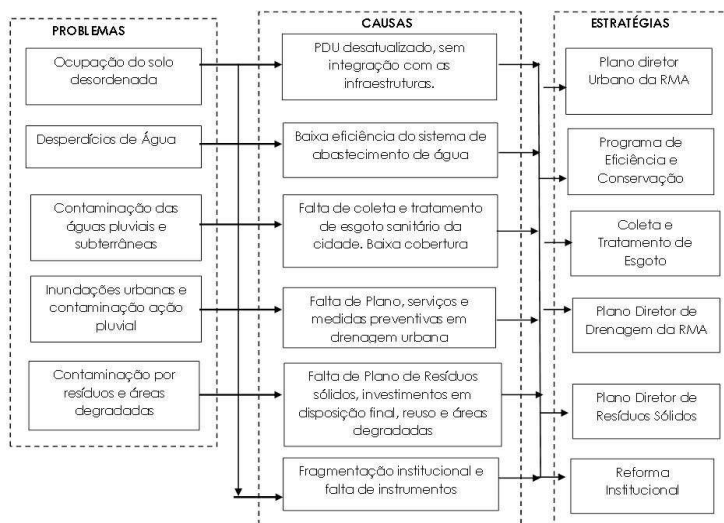 PROBLEMAS
Ocupação do solo
desordenada
Desperdícios de Água
Contaminação das
águas pluviais e
subterrâneas
Inundações urbanas e
contaminação ação
pluvial
Contaminação por
resíduos e áreas
degradadas
CAUSAS
PDU desatualizado, sem
integração com as
infraestruturas.
Baixa eficiência do sistema de
abastecimento de água
Falta de coleta e tratamento
de esgoto sanitário da
cidade. Baixa cobertura
Falta de Plano, serviços e
medidas preventivas em
drenagem urbana
Falta de Plano de Resíduos
sólidos, investimentos em
disposição final, reuso e áreas
degradadas
Fragmentação institucional e
falta de instrumentos
ESTRATÉGIAS
Plano diretor
Urbano da RMA
Programa de
Eficiência e
Conservação
Coleta e
Tratamento de
Esgoto
Plano Diretor de
Drenagem da RMA
Plano Diretor de
Resíduos Sólidos
Reforma
Institucional